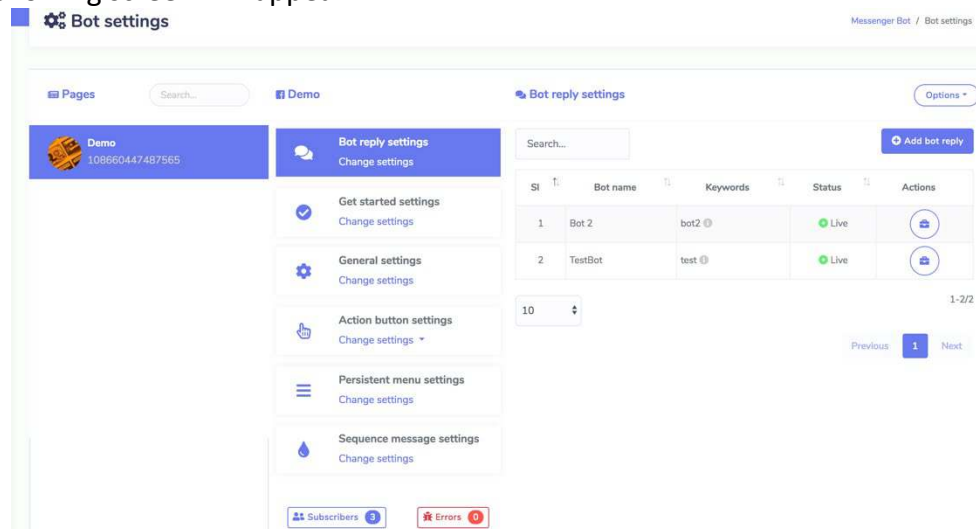 Bot settings
Messenger Bot / Bot settings
Pages
Search...
Demo
108660447487565
Demo
Bot reply settings
Change settings
Get started settings
Change settings
General settings
Change settings
Action button settings
Change settings
Persistent menu settings
Change settings
Sequence message settings
Change settings
Subscribers 3
Errors 0
Bot reply settings
Options
Search...
Add bot reply
Sl Bot name Keywords Status Actions
1 Bot 2 bot2 Live
2 TestBot test Live
10
1-2/2
Previous 1 Next